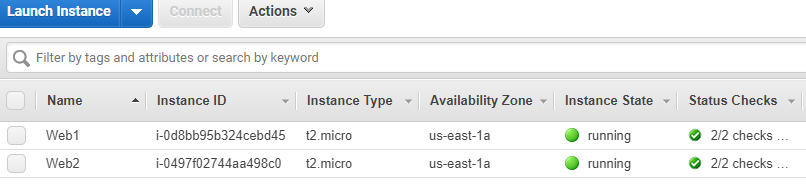 Launch Instance Connect Actions
Filter by tags and attributes or search by keyword
Name Instance ID Instance Type Availability Zone Instance State Status Checks
Web1 i-0d8bb95b324cebd45 t2.micro us-east-1a running 2/2 checks ...
Web2 i-0497f02744aa498c0 t2.micro us-east-1a running 2/2 checks ...